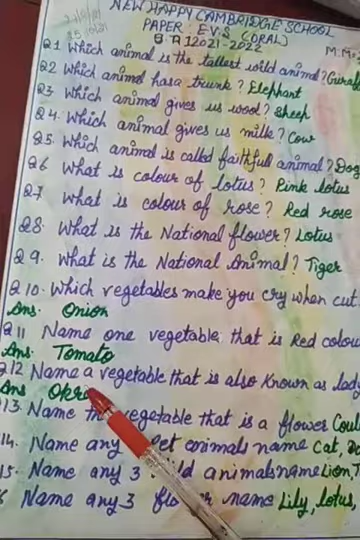 NEW HAPPY CAMBRIDGE SCHOOL
PAPER E.V.S (ORAL)
2021-2022
M.M=
Q1 Which animal is the tallest wild animal? Giraff
Q2 Which animal has a trunk? Elephant
Q3 Which animal gives us wool? Sheep
Q4. Which animal gives us milk? Cow
Q5. Which animal is called faithful animal? Dog
Q6 What is colour of lotus? Pink lotus
Q7 What is colour of rose? Red rose
Q8. What is the National flower? Lotus
Q9. What is the National Animal? Tiger
Q10. Which vegetables make you cry when cut
Ans: Onion
Q11 Name one vegetable that is Red colou
Ans: Tomato
Q12 Name a vegetable that is also Known as lady
Ans Okra
13. Name the vegetable that is a flower Caul
14. Name any pet animals name Cat, Do
15. Name any 3 wild animals name Lion, T
Name any 3 flower name Lily, lotus,